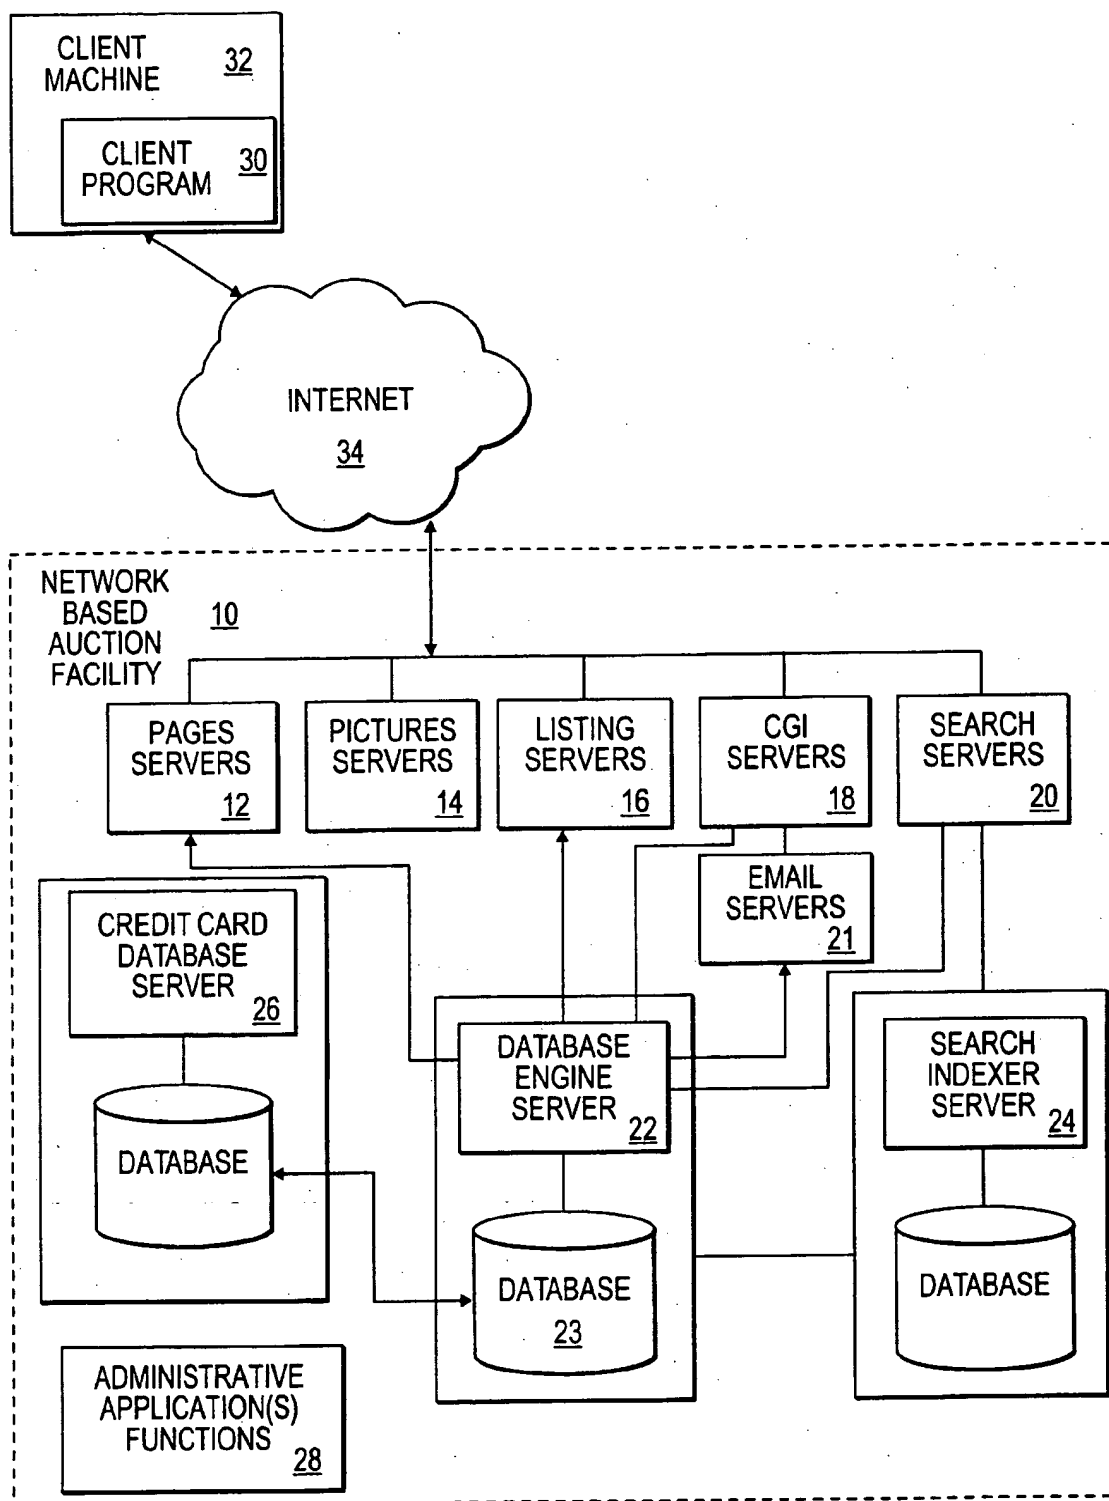 CLIENT
MACHINE
32
CLIENT
PROGRAM
30
INTERNET
34
NETWORK
BASED
AUCTION
FACILITY
10
PAGES
SERVERS
12
PICTURES
SERVERS
14
LISTING
SERVERS
16
CGI
SERVERS
18
SEARCH
SERVERS
20
EMAIL
SERVERS
21
CREDIT CARD
DATABASE
SERVER
26
DATABASE
DATABASE
ENGINE
SERVER
22
DATABASE
23
SEARCH
INDEXER
SERVER
24
DATABASE
ADMINISTRATIVE
APPLICATION(S)
FUNCTIONS
28